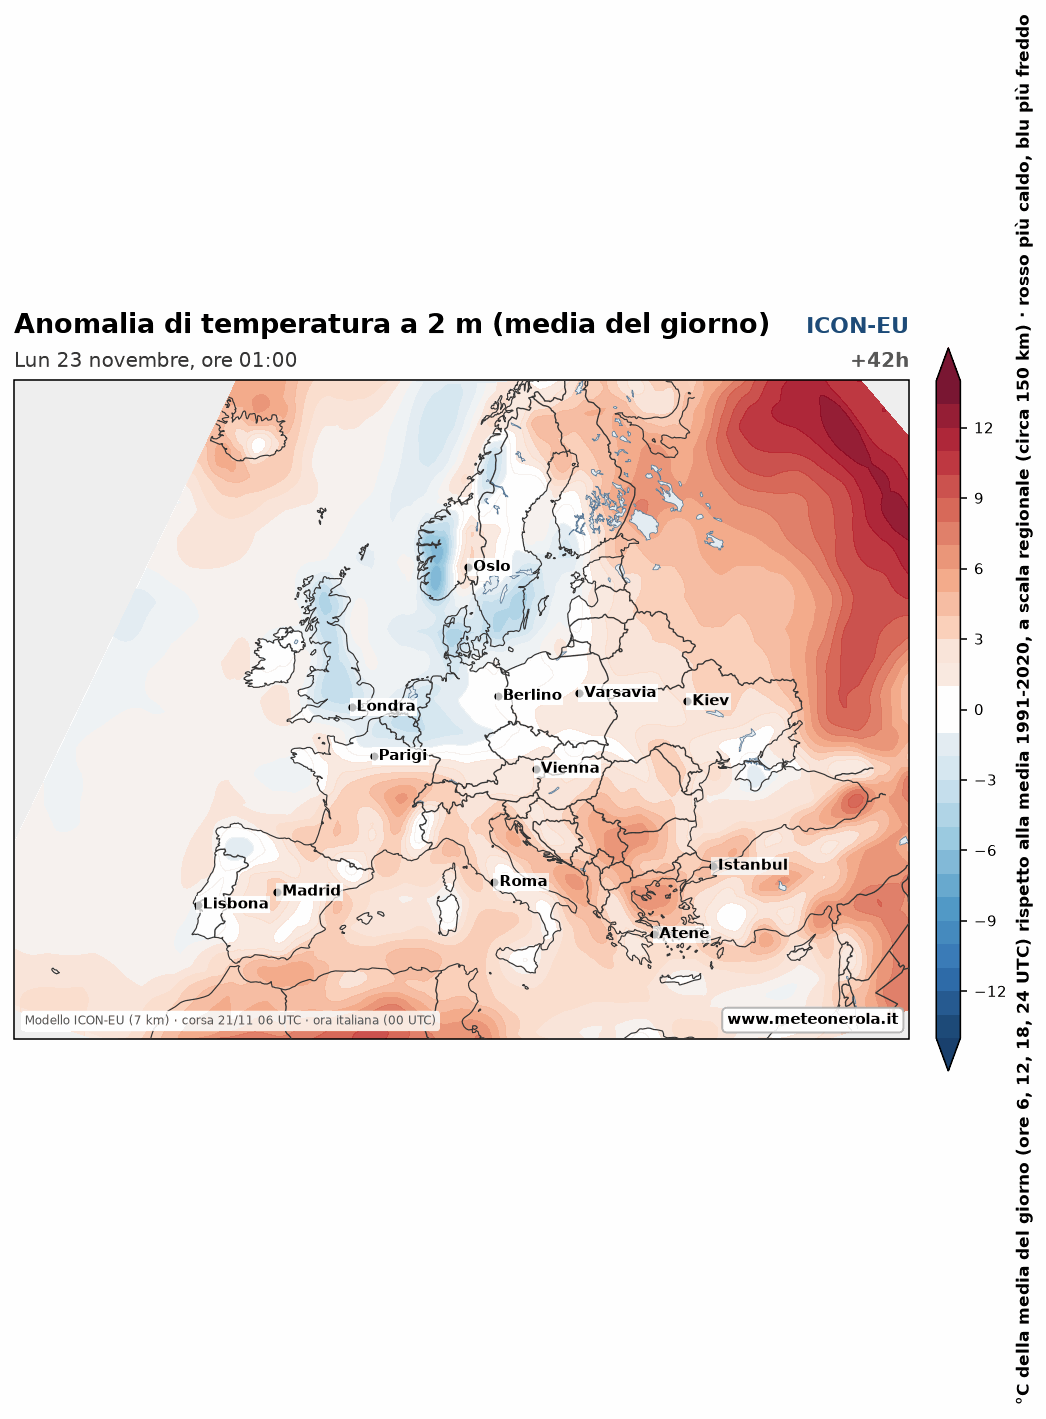 Anomalia di temperatura a 2 m (media del giorno)
ICON-EU
Lun 23 novembre, ore 01:00
+42h
Oslo
Berlino
Varsavia
Kiev
Londra
Parigi
Vienna
Istanbul
Roma
Madrid
Lisbona
Atene
Modello ICON-EU (7 km) · corsa 21/11 06 UTC · ora italiana (00 UTC)
www.meteonerola.it
12
9
6
3
0
−3
−6
−9
−12
°C della media del giorno (ore 6, 12, 18, 24 UTC) rispetto alla media 1991-2020, a scala regionale (circa 150 km) · rosso più caldo, blu più freddo